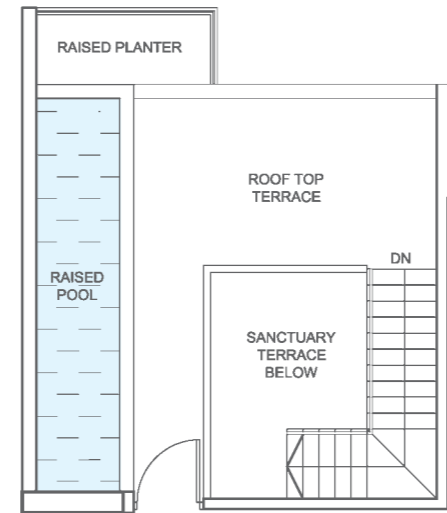 RAISED PLANTER
ROOF TOP
TERRACE
DN
RAISED
POOL
SANCTUARY
TERRACE
BELOW